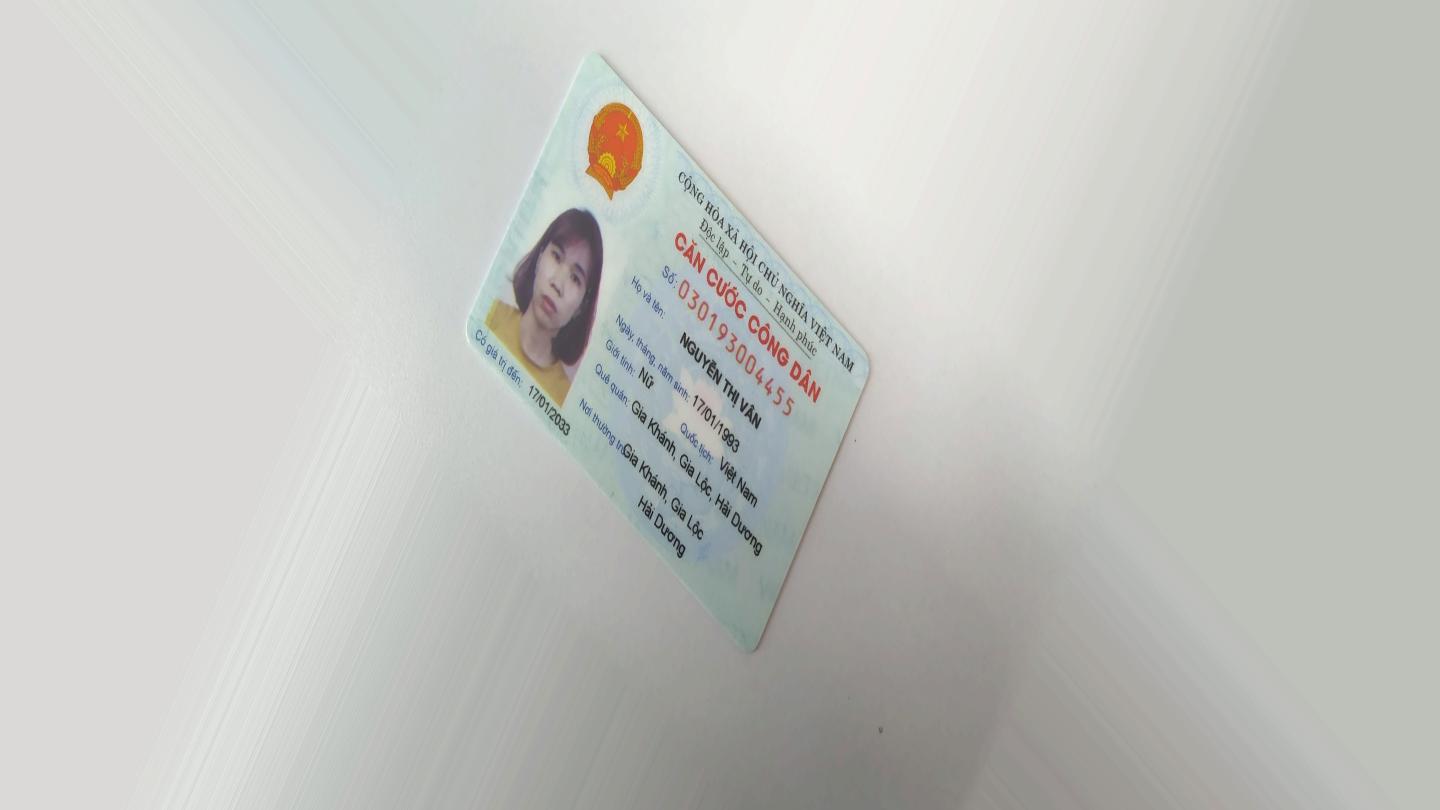 CỘNG HÒA XÃ HỘI CHỦ NGHĨA VIỆT NAM
Độc lập - Tự do - Hạnh phúc
CĂN CƯỚC CÔNG DÂN
Số: 030193004455
Họ và tên:
NGUYỄN THỊ VÂN
Ngày, tháng, năm sinh: 17/01/1993
Giới tính: Nữ Quốc tịch: Việt Nam
Quê quán: Gia Khánh, Gia Lộc, Hải Dương
Nơi thường trú: Gia Khánh, Gia Lộc
Hải Dương
Có giá trị đến: 17/01/2033